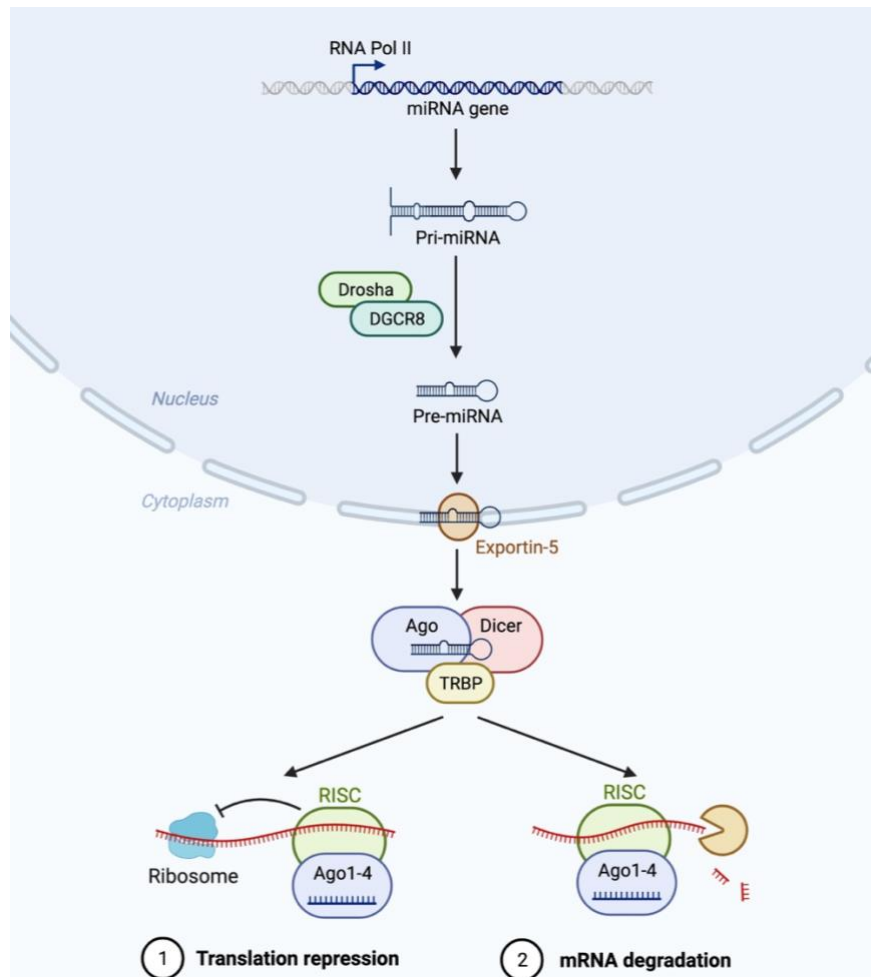 RNA Pol II
miRNA gene
Pri-miRNA
Drosha
DGCR8
Nucleus
Pre-miRNA
Cytoplasm
Exportin-5
Ago
Dicer
TRBP
RISC
RISC
Ribosome
Ago1-4
Ago1-4
1 Translation repression
2 mRNA degradation